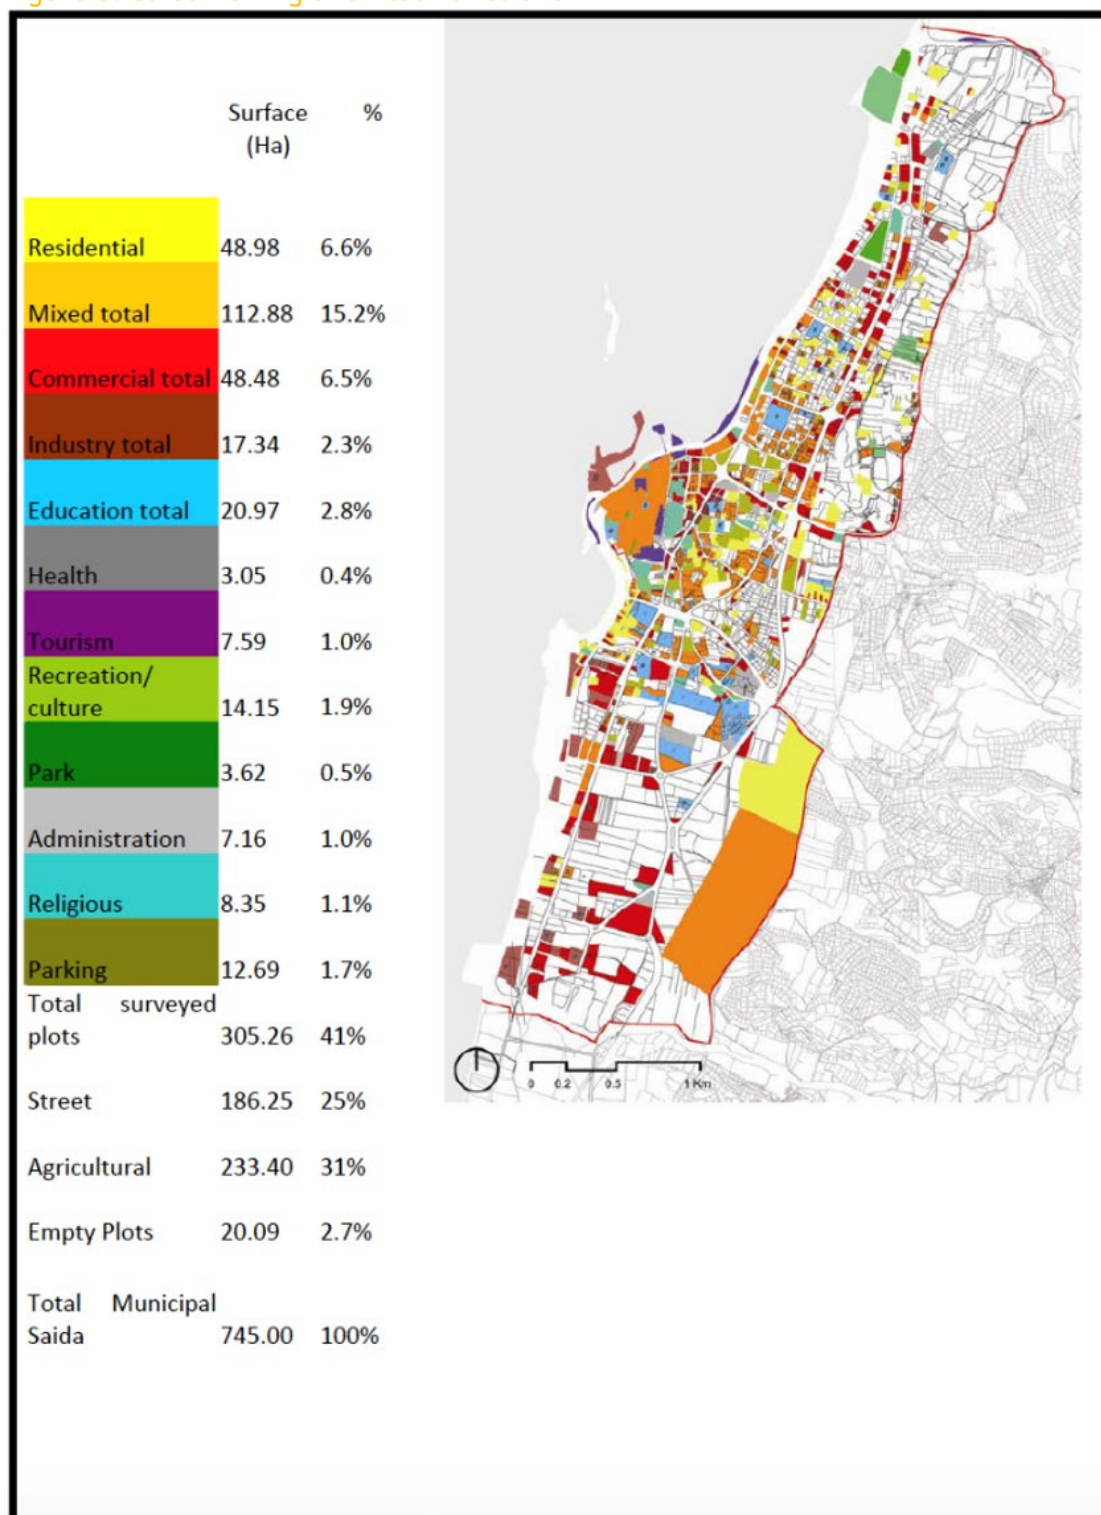 Surface %
(Ha)
Residential 48.98 6.6%
Mixed total 112.88 15.2%
Commercial total 48.48 6.5%
Industry total 17.34 2.3%
Education total 20.97 2.8%
Health 3.05 0.4%
Tourism 7.59 1.0%
Recreation/
culture 14.15 1.9%
Park 3.62 0.5%
Administration 7.16 1.0%
Religious 8.35 1.1%
Parking 12.69 1.7%
Total surveyed
plots 305.26 41%
Street 186.25 25%
Agricultural 233.40 31%
Empty Plots 20.09 2.7%
Total Municipal
Saida 745.00 100%
0 0.2 0.5 1 Km